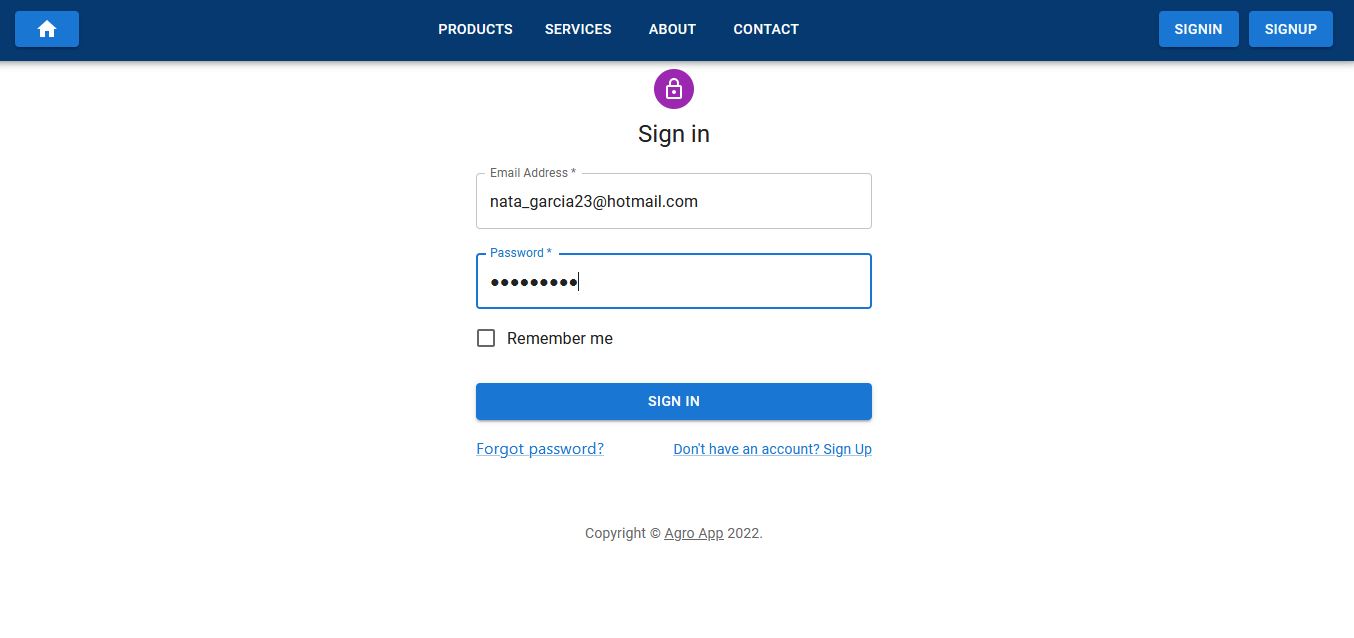 PRODUCTS SERVICES ABOUT CONTACT SIGNIN SIGNUP
Sign in
Email Address *
nata_garcia23@hotmail.com
Password *
●●●●●●●●●
Remember me
SIGN IN
Forgot password? Don't have an account? Sign Up
Copyright © Agro App 2022.